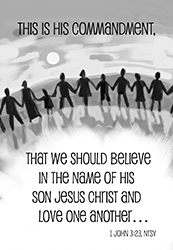 THIS IS HIS COMMANDMENT,
THAT WE SHOULD BELIEVE
IN THE NAME OF HIS
SON JESUS CHRIST AND
LOVE ONE ANOTHER...
1 JOHN 3:23, NTSY